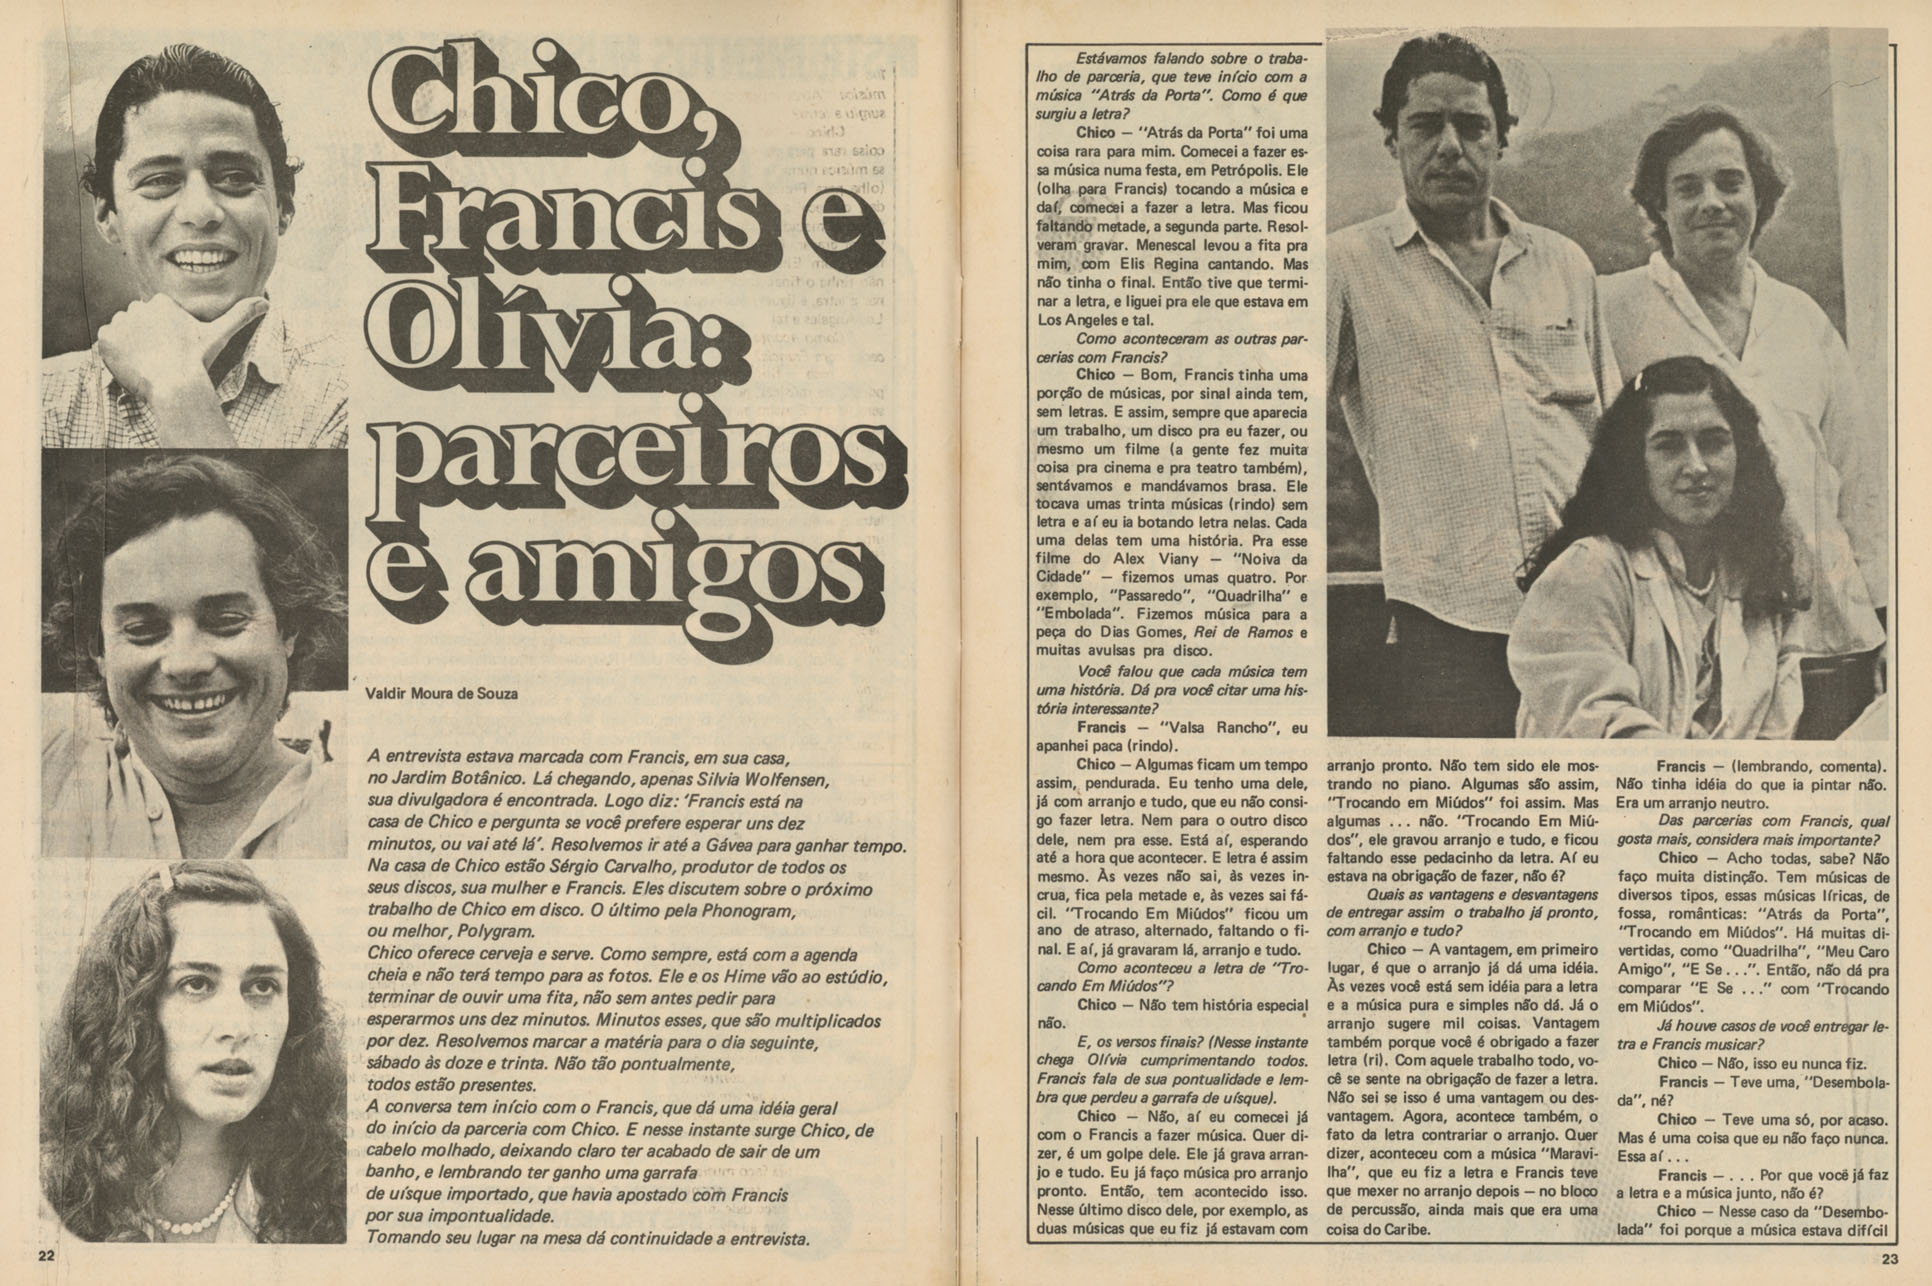 Chico,
Francis e
Olívia:
parceiros
e amigos
Valdir Moura de Souza
A entrevista estava marcada com Francis, em sua casa,
no Jardim Botânico. Lá chegando, apenas Silvia Wolfensen,
sua divulgadora é encontrada. Logo diz: 'Francis está na
casa de Chico e pergunta se você prefere esperar uns dez
minutos, ou vai até lá'. Resolvemos ir até a Gávea para ganhar tempo.
Na casa de Chico estão Sérgio Carvalho, produtor de todos os
seus discos, sua mulher e Francis. Eles discutem sobre o próximo
trabalho de Chico em disco. O último pela Phonogram,
ou melhor, Polygram.
Chico oferece cerveja e serve. Como sempre, está com a agenda
cheia e não terá tempo para as fotos. Ele e os Hime vão ao estúdio,
terminar de ouvir uma fita, não sem antes pedir para
esperarmos uns dez minutos. Minutos esses, que são multiplicados
por dez. Resolvemos marcar a matéria para o dia seguinte,
sábado às doze e trinta. Não tão pontualmente,
todos estão presentes.
A conversa tem início com o Francis, que dá uma idéia geral
do início da parceria com Chico. E nesse instante surge Chico, de
cabelo molhado, deixando claro ter acabado de sair de um
banho, e lembrando ter ganho uma garrafa
de uísque importado, que havia apostado com Francis
por sua impontualidade.
Tomando seu lugar na mesa dá continuidade a entrevista.
22
Estávamos falando sobre o traba-
lho de parceria, que teve início com a
música "Atrás da Porta". Como é que
surgiu a letra?
Chico — "Atrás da Porta" foi uma
coisa rara para mim. Comecei a fazer es-
sa música numa festa, em Petrópolis. Ele
(olha para Francis) tocando a música e
daí, comecei a fazer a letra. Mas ficou
faltando metade, a segunda parte. Resol-
veram gravar. Menescal levou a fita pra
mim, com Elis Regina cantando. Mas
não tinha o final. Então tive que termi-
nar a letra, e liguei pra ele que estava em
Los Angeles e tal.
Como aconteceram as outras par-
cerias com Francis?
Chico — Bom, Francis tinha uma
porção de músicas, por sinal ainda tem,
sem letras. E assim, sempre que aparecia
um trabalho, um disco pra eu fazer, ou
mesmo um filme (a gente fez muita
coisa pra cinema e pra teatro também),
sentávamos e mandávamos brasa. Ele
tocava umas trinta músicas (rindo) sem
letra e aí eu ia botando letra nelas. Cada
uma delas tem uma história. Pra esse
filme do Alex Viany — "Noiva da
Cidade" — fizemos umas quatro. Por
exemplo, "Passaredo", "Quadrilha" e
"Embolada". Fizemos música para a
peça do Dias Gomes, Rei de Ramos e
muitas avulsas pra disco.
Você falou que cada música tem
uma história. Dá pra você citar uma his-
tória interessante?
Francis — "Valsa Rancho", eu
apanhei paca (rindo).
Chico — Algumas ficam um tempo
assim, pendurada. Eu tenho uma dele,
já com arranjo e tudo, que eu não consi-
go fazer letra. Nem para o outro disco
dele, nem pra esse. Está aí, esperando
até a hora que acontecer. E letra é assim
mesmo. Às vezes não sai, às vezes in-
crua, fica pela metade e, às vezes sai fá-
cil. "Trocando Em Miúdos" ficou um
ano de atraso, alternado, faltando o fi-
nal. E aí, já gravaram lá, arranjo e tudo.
Como aconteceu a letra de "Tro-
cando Em Miúdos"?
Chico — Não tem história especial
não.
E, os versos finais? (Nesse instante
chega Olívia cumprimentando todos.
Francis fala de sua pontualidade e lem-
bra que perdeu a garrafa de uísque).
Chico — Não, aí eu comecei já
com o Francis a fazer música. Quer di-
zer, é um golpe dele. Ele já grava arran-
jo e tudo. Eu já faço música pro arranjo
pronto. Então, tem acontecido isso.
Nesse último disco dele, por exemplo, as
duas músicas que eu fiz já estavam com
arranjo pronto. Não tem sido ele mos-
trando no piano. Algumas são assim,
"Trocando em Miúdos" foi assim. Mas
algumas ... não. "Trocando Em Miú-
dos", ele gravou arranjo e tudo, e ficou
faltando esse pedacinho da letra. Aí eu
estava na obrigação de fazer, não é?
Quais as vantagens e desvantagens
de entregar assim o trabalho já pronto,
com arranjo e tudo?
Chico — A vantagem, em primeiro
lugar, é que o arranjo já dá uma idéia.
Às vezes você está sem idéia para a letra
e a música pura e simples não dá. Já o
arranjo sugere mil coisas. Vantagem
também porque você é obrigado a fazer
letra (ri). Com aquele trabalho todo, vo-
cê se sente na obrigação de fazer a letra.
Não sei se isso é uma vantagem ou des-
vantagem. Agora, acontece também, o
fato da letra contrariar o arranjo. Quer
dizer, aconteceu com a música "Maravi-
lha", que eu fiz a letra e Francis teve
que mexer no arranjo depois — no bloco
de percussão, ainda mais que era uma
coisa do Caribe.
Francis — (lembrando, comenta).
Não tinha idéia do que ia pintar não.
Era um arranjo neutro.
Das parcerias com Francis, qual
gosta mais, considera mais importante?
Chico — Acho todas, sabe? Não
faço muita distinção. Tem músicas de
diversos tipos, essas músicas líricas, de
fossa, românticas: "Atrás da Porta",
"Trocando em Miúdos". Há muitas di-
vertidas, como "Quadrilha", "Meu Caro
Amigo", "E Se...". Então, não dá pra
comparar "E Se ..." com "Trocando
em Miúdos".
Já houve casos de você entregar le-
tra e Francis musicar?
Chico — Não, isso eu nunca fiz.
Francis — Teve uma, "Desembola-
da", né?
Chico — Teve uma só, por acaso.
Mas é uma coisa que eu não faço nunca.
Essa aí...
Francis — ... Por que você já faz
a letra e a música junto, não é?
Chico — Nesse caso da "Desembo-
lada" foi porque a música estava difícil
23